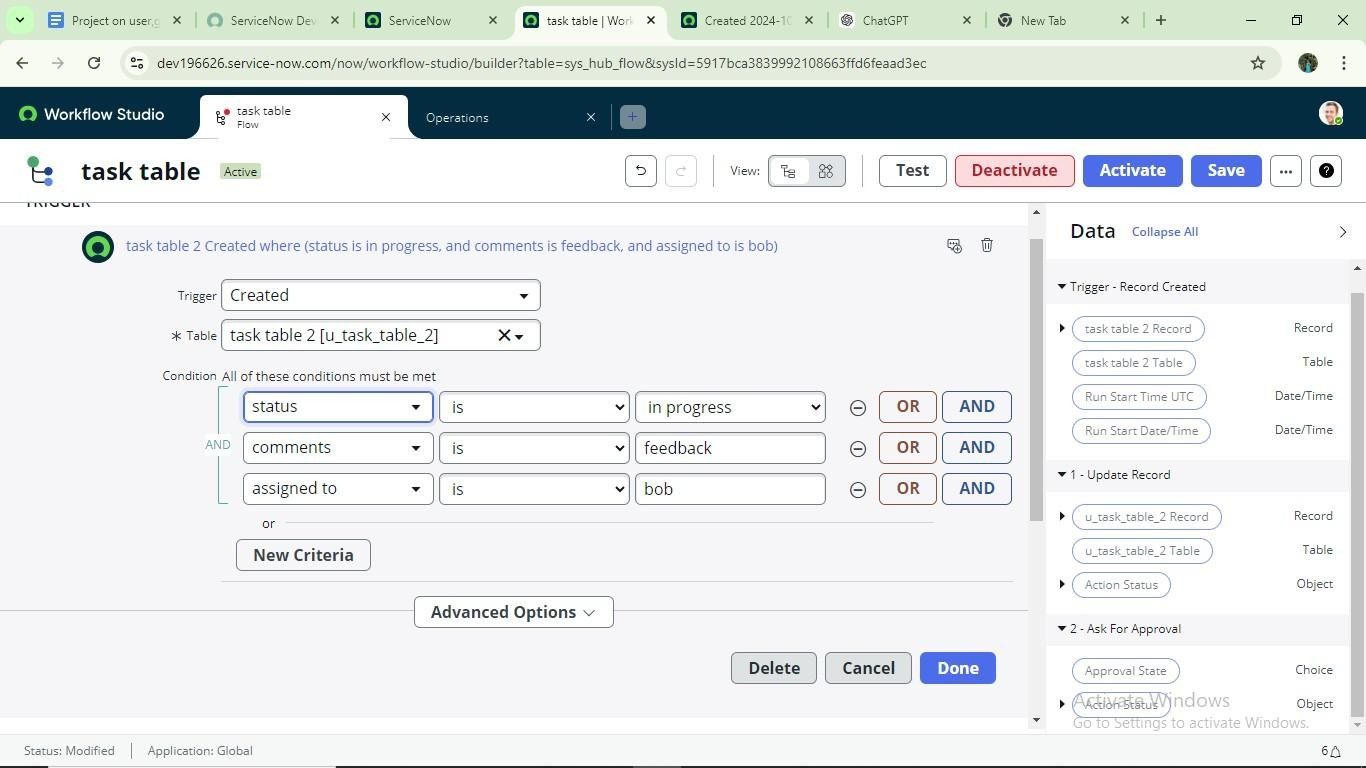 Project on user,g
ServiceNow Dev
ServiceNow
task table | Work
Created 2024-10
ChatGPT
New Tab
dev196626.service-now.com/now/workflow-studio/builder?table=sys_hub_flow&sysId=5917bca3839992108663ffd6feaad3ec
Workflow Studio
task table
Flow
Operations
task table
Active
View:
Test
Deactivate
Activate
Save
TRIGGER
task table 2 Created where (status is in progress, and comments is feedback, and assigned to is bob)
Trigger
Created
* Table
task table 2 [u_task_table_2]
Condition All of these conditions must be met
AND
status is in progress OR AND
comments is feedback OR AND
assigned to is bob OR AND
or
New Criteria
Advanced Options
Delete
Cancel
Done
Data
Collapse All
Trigger - Record Created
task table 2 Record Record
task table 2 Table Table
Run Start Time UTC Date/Time
Run Start Date/Time Date/Time
1 - Update Record
u_task_table_2 Record Record
u_task_table_2 Table Table
Action Status Object
2 - Ask For Approval
Approval State Choice
Action Status Object
Activate Windows
Go to Settings to activate Windows.
Status: Modified
Application: Global
6